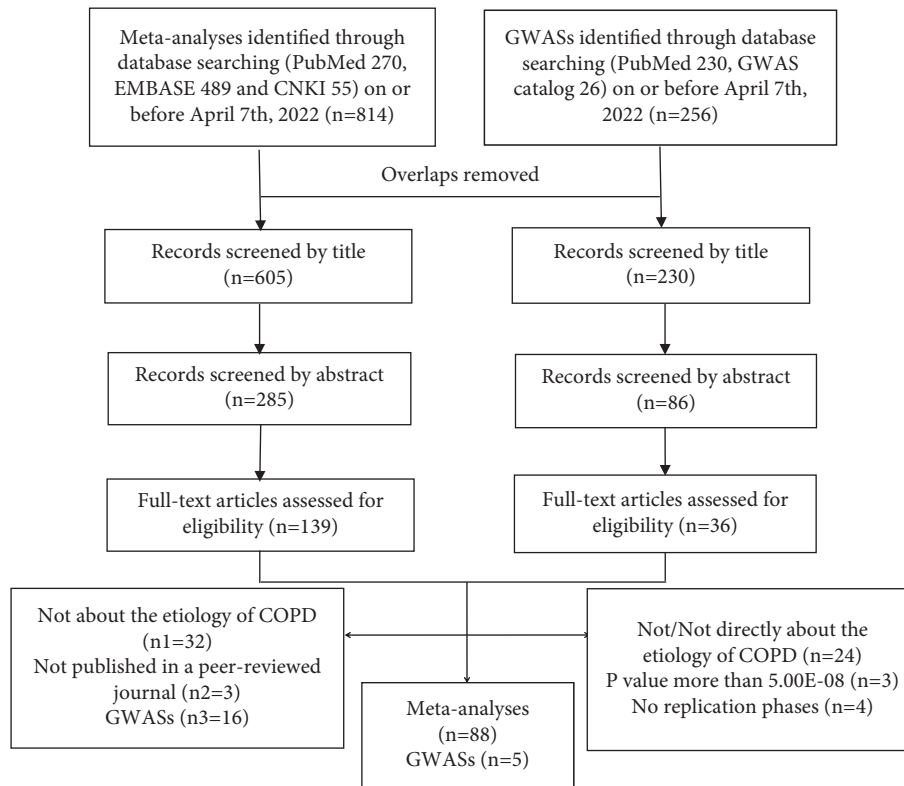 Meta-analyses identified through
database searching (PubMed 270,
EMBASE 489 and CNKI 55) on or
before April 7th, 2022 (n=814)
GWASs identified through database
searching (PubMed 230, GWAS
catalog 26) on or before April 7th,
2022 (n=256)
Overlaps removed
Records screened by title
(n=605)
Records screened by title
(n=230)
Records screened by abstract
(n=285)
Records screened by abstract
(n=86)
Full-text articles assessed for
eligibility (n=139)
Full-text articles assessed for
eligibility (n=36)
Not about the etiology of COPD
(n1=32)
Not published in a peer-reviewed
journal (n2=3)
GWASs (n3=16)
Not/Not directly about the
etiology of COPD (n=24)
P value more than 5.00E-08 (n=3)
No replication phases (n=4)
Meta-analyses
(n=88)
GWASs (n=5)